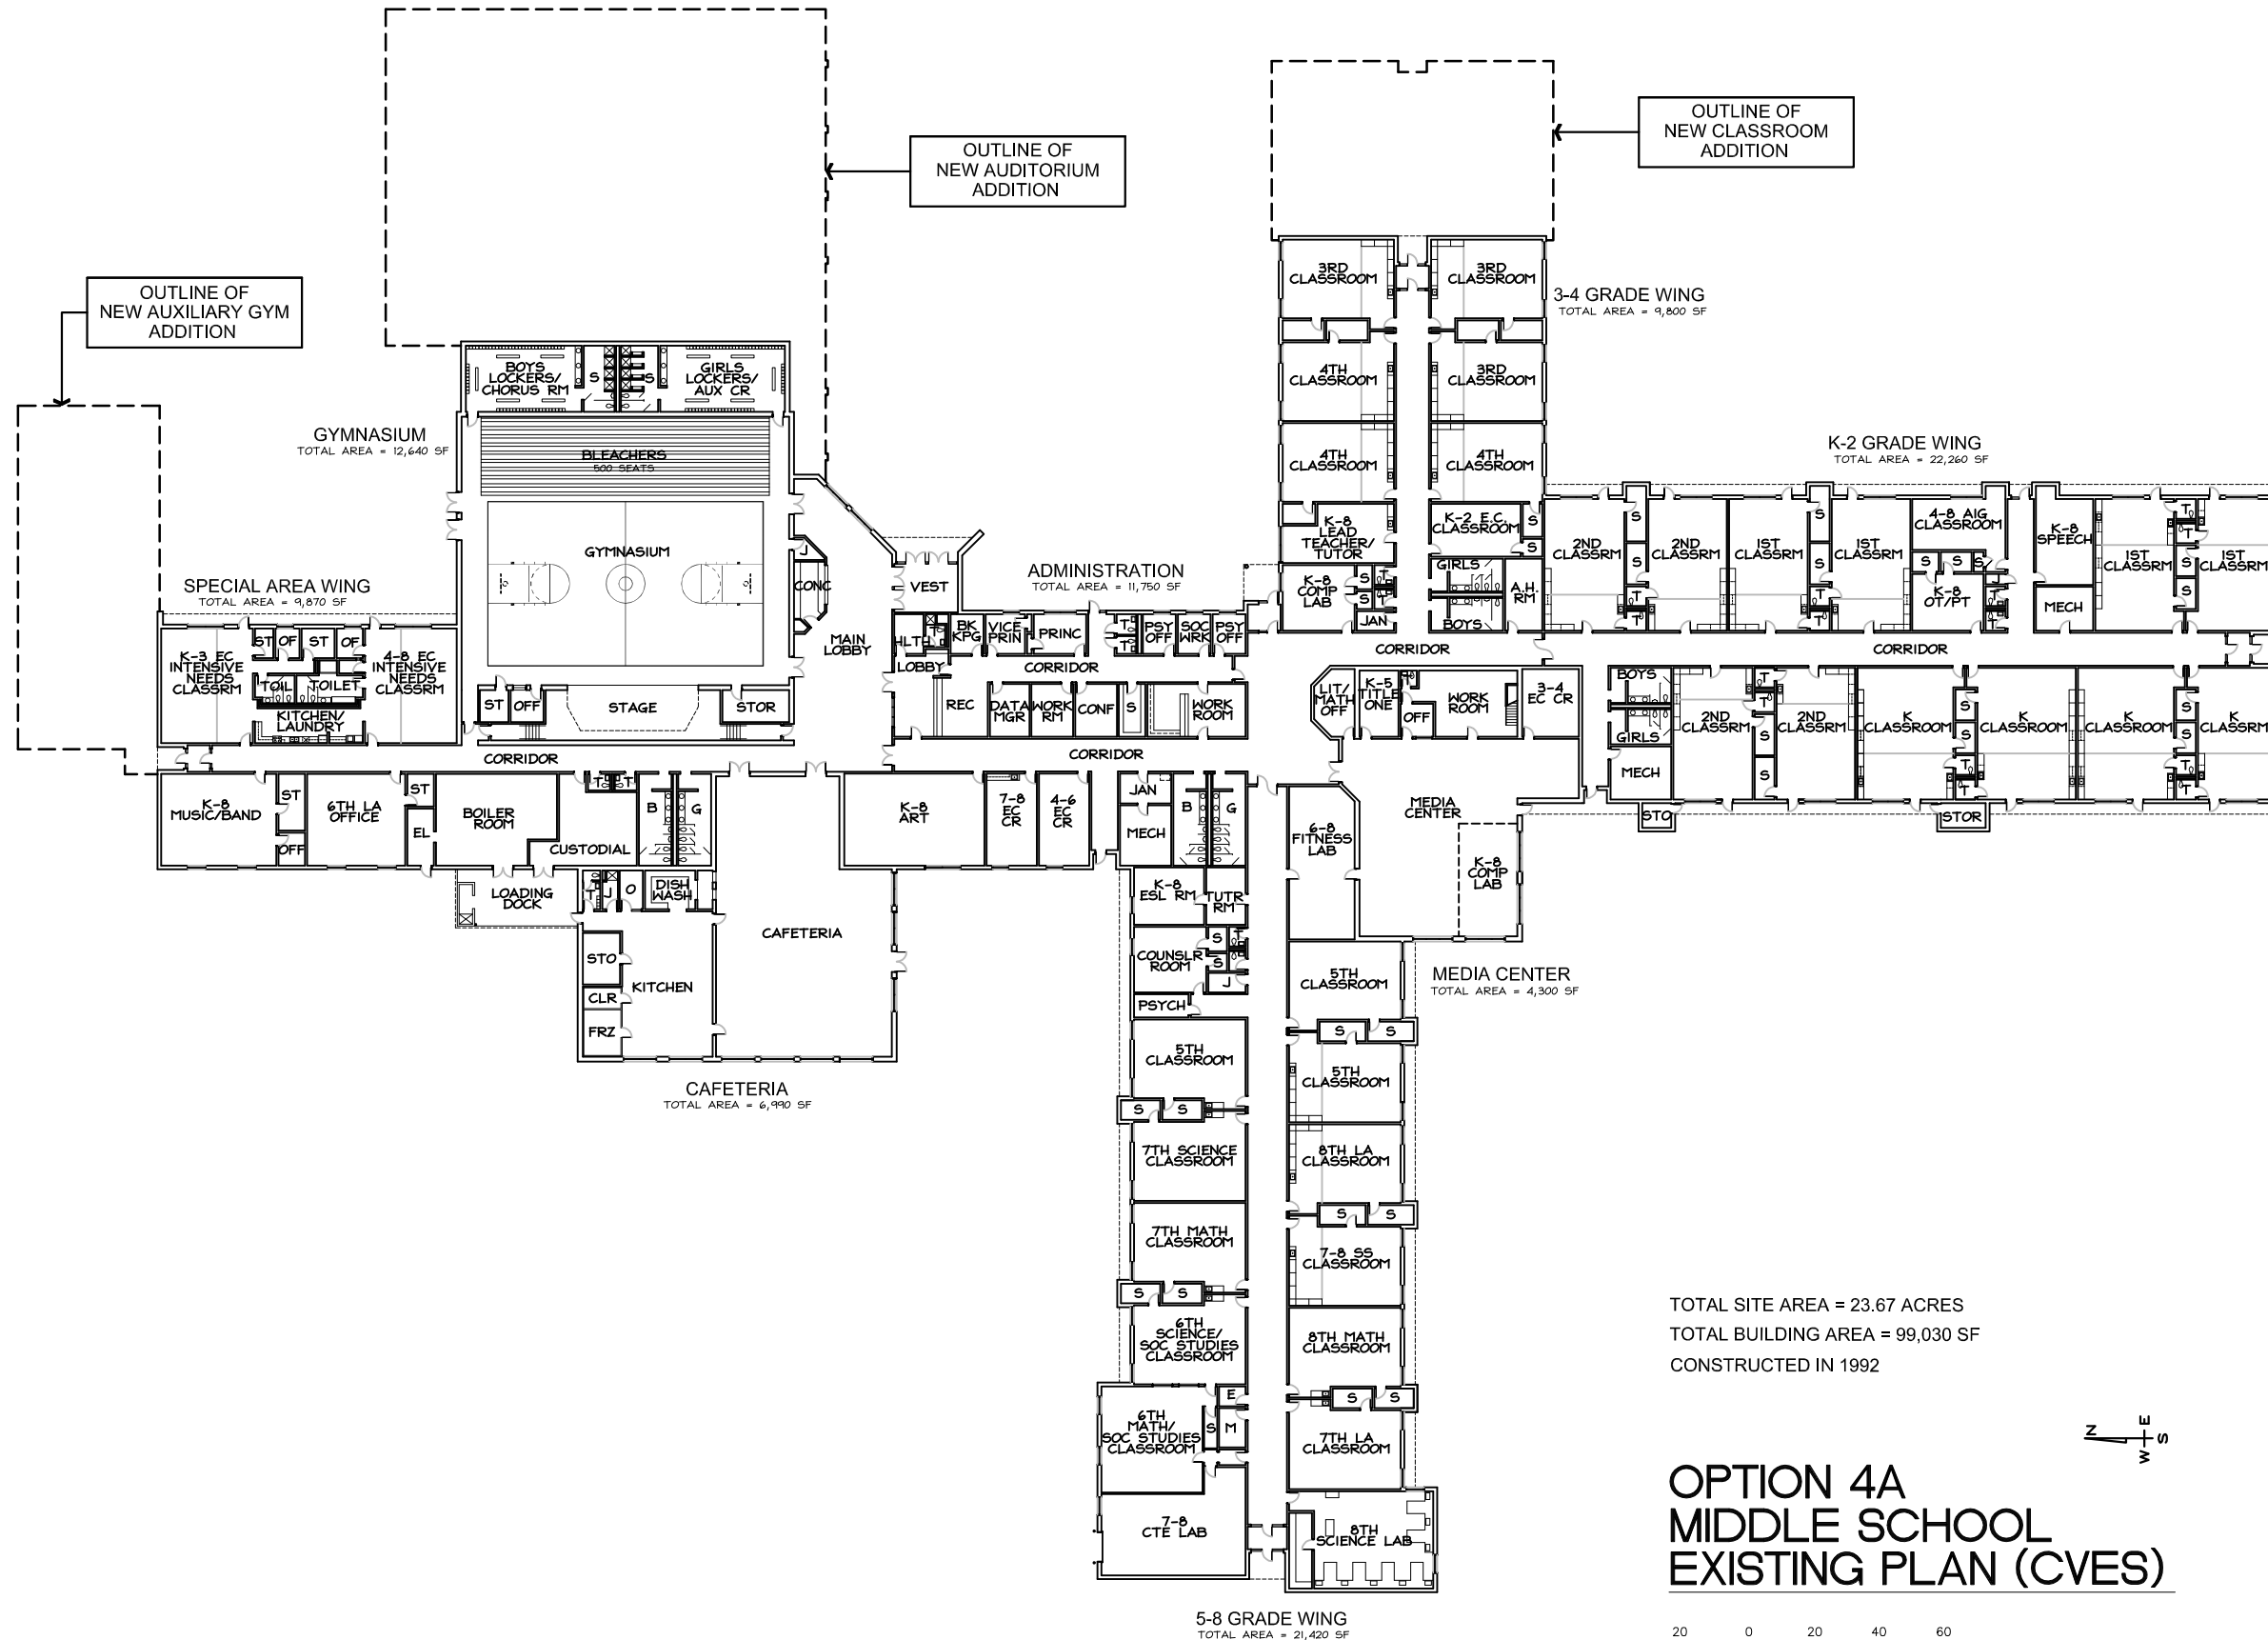 OUTLINE OF
NEW CLASSROOM
ADDITION
OUTLINE OF
NEW AUDITORIUM
ADDITION
OUTLINE OF
NEW AUXILIARY GYM
ADDITION
3-4 GRADE WING
TOTAL AREA = 9,800 SF
3RD
CLASSROOM
3RD
CLASSROOM
4TH
CLASSROOM
3RD
CLASSROOM
4TH
CLASSROOM
4TH
CLASSROOM
K-8
LEAD
TEACHER/
TUTOR
K-2 E.C.
CLASSROOM
S
S
K-8
COMP
LAB
S
S
T
T
JAN
GIRLS
BOYS
A.H.
RM
GYMNASIUM
TOTAL AREA = 12,640 SF
BOYS
LOCKERS/
CHORUS RM
S
S
GIRLS
LOCKERS/
AUX CR
BLEACHERS
500 SEATS
GYMNASIUM
J
CONC
ST
OFF
STAGE
STOR
MAIN
LOBBY
VEST
K-2 GRADE WING
TOTAL AREA = 22,260 SF
2ND
CLASSRM
S
S
T
T
2ND
CLASSRM
1ST
CLASSRM
S
S
T
T
1ST
CLASSRM
4-8 AIG
CLASSROOM
S
S
S
K-8
OT/PT
J
T
T
K-8
SPEECH
MECH
1ST
CLASSRM
T
T
S
S
1ST
CLASSRM
SPECIAL AREA WING
TOTAL AREA = 9,870 SF
K-3 EC
INTENSIVE
NEEDS
CLASSRM
ST
OF
ST
OF
TOIL
TOILET
KITCHEN/
LAUNDRY
4-8 EC
INTENSIVE
NEEDS
CLASSRM
ADMINISTRATION
TOTAL AREA = 11,750 SF
HLTH
T
BK
KPG
VICE
PRIN
PRINC
T
T
PSY
OFF
SOC
WRK
PSY
OFF
LOBBY
CORRIDOR
REC
DATA
MGR
WORK
RM
CONF
S
WORK
ROOM
CORRIDOR
CORRIDOR
CORRIDOR
CORRIDOR
LIT/
MATH
OFF
K-5
TITLE
ONE
T
OFF
WORK
ROOM
3-4
EC CR
BOYS
GIRLS
MECH
2ND
CLASSRM
T
S
S
2ND
CLASSRM
K
CLASSROOM
S
S
T
T
K
CLASSROOM
K
CLASSROOM
S
S
T
T
K
CLASSRM
STO
STOR
K-8
MUSIC/BAND
ST
OFF
6TH LA
OFFICE
ST
EL
BOILER
ROOM
T
T
CUSTODIAL
B
G
K-8
ART
7-8
EC
CR
4-6
EC
CR
JAN
MECH
B
G
6-8
FITNESS
LAB
MEDIA
CENTER
K-8
COMP
LAB
LOADING
DOCK
T
J
O
DISH
WASH
STO
CLR
FRZ
KITCHEN
CAFETERIA
CAFETERIA
TOTAL AREA = 6,990 SF
K-8
ESL RM
TUTR
RM
COUNSLR
ROOM
S
T
S
J
PSYCH
MEDIA CENTER
TOTAL AREA = 4,300 SF
5TH
CLASSROOM
S
S
5TH
CLASSROOM
5TH
CLASSROOM
S
S
7TH SCIENCE
CLASSROOM
8TH LA
CLASSROOM
S
S
7TH MATH
CLASSROOM
7-8 SS
CLASSROOM
S
S
6TH
SCIENCE/
SOC STUDIES
CLASSROOM
8TH MATH
CLASSROOM
S
S
E
M
S
6TH
MATH/
SOC STUDIES
CLASSROOM
7TH LA
CLASSROOM
7-8
CTE LAB
8TH
SCIENCE LAB
5-8 GRADE WING
TOTAL AREA = 21,420 SF
TOTAL SITE AREA = 23.67 ACRES
TOTAL BUILDING AREA = 99,030 SF
CONSTRUCTED IN 1992
N
E
W
S
OPTION 4A
MIDDLE SCHOOL
EXISTING PLAN (CVES)
20 0 20 40 60